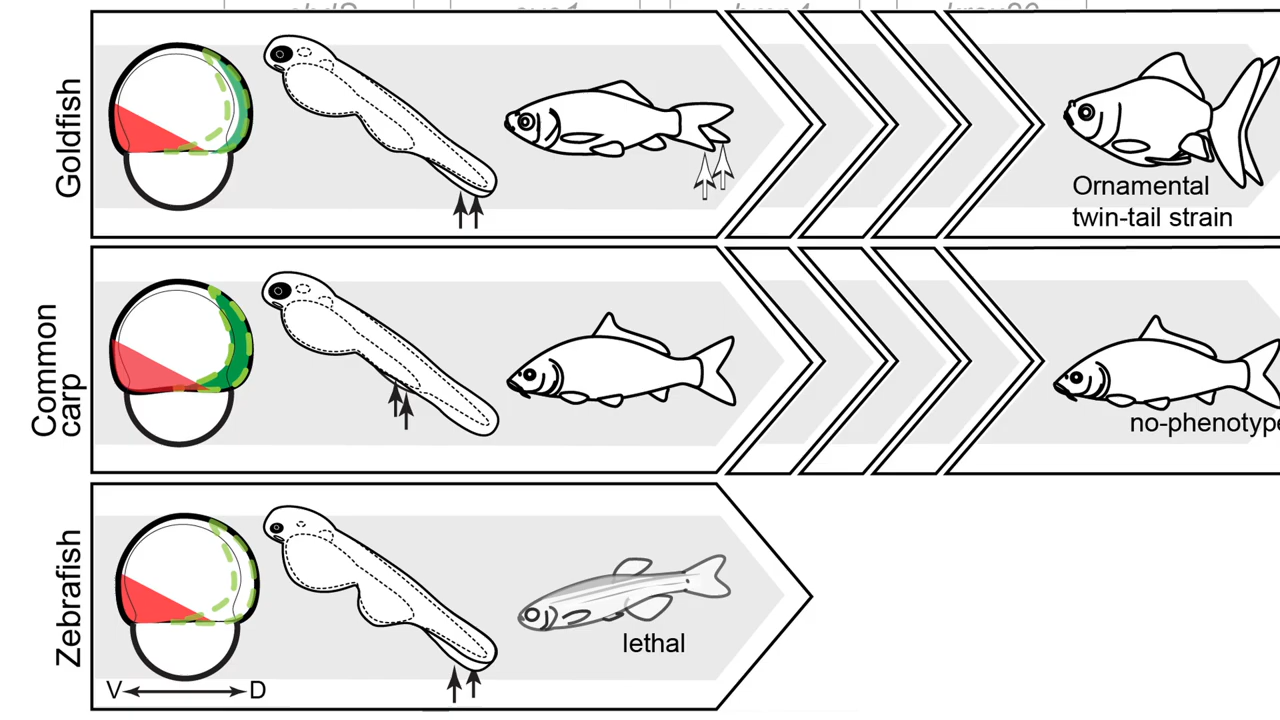 Goldfish
Ornamental
twin-tail strain
Common
carp
no-phenotype
Zebrafish
lethal
V
D